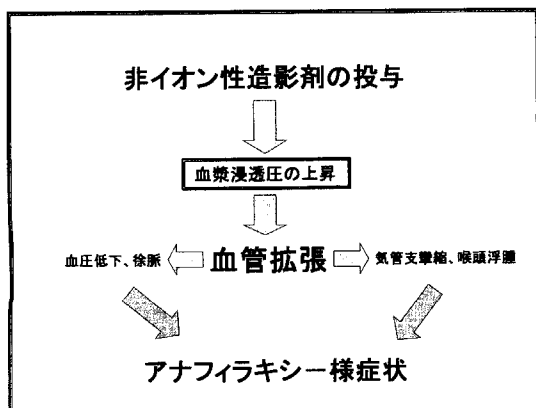 非イオン性造影剤の投与
血漿浸透圧の上昇
血圧低下、徐脈
血管拡張
気管支攣縮、喉頭浮腫
アナフィラキシー様症状